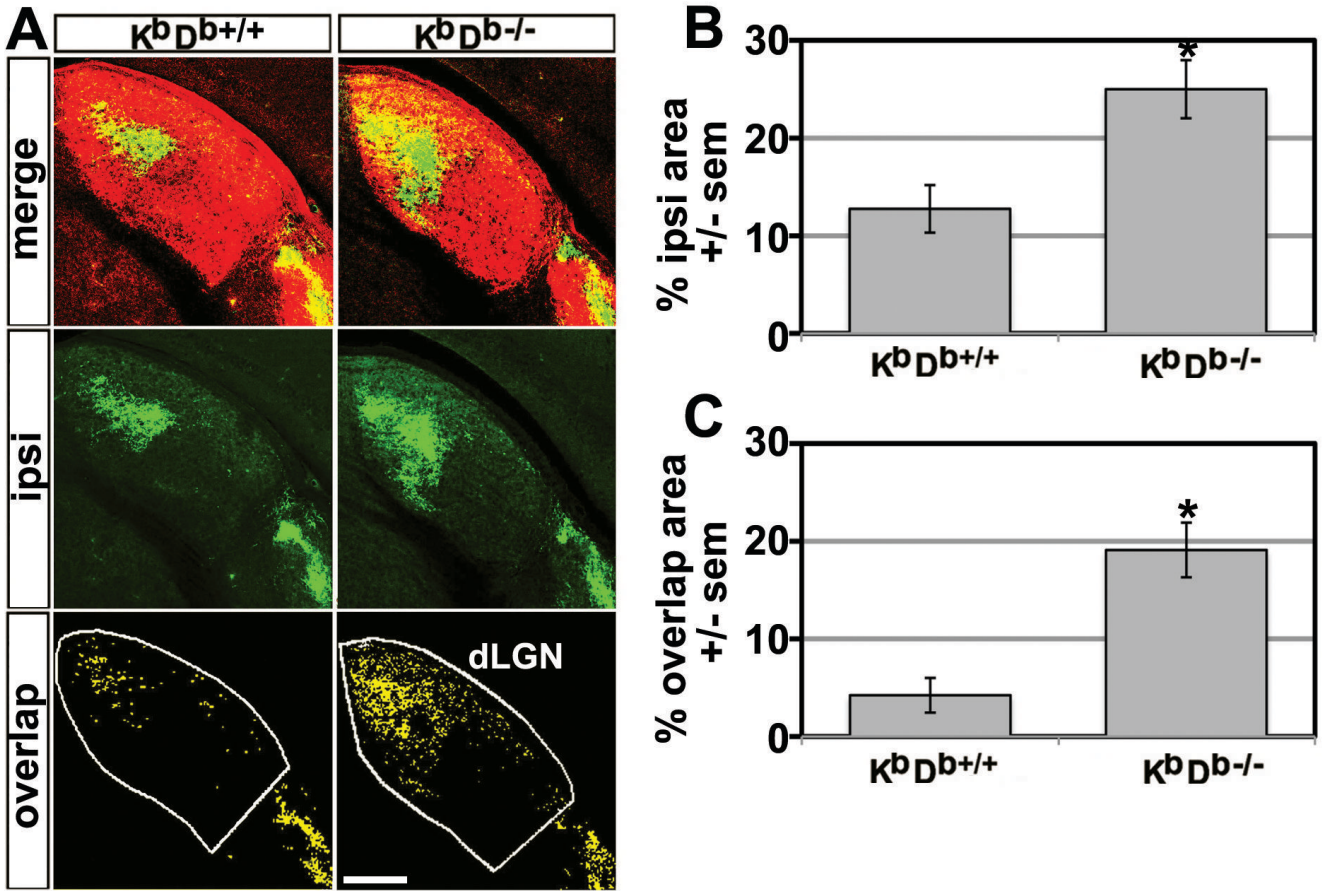 A
KbDb+/+
KbDb-/-
merge
ipsi
overlap
dLGN
B
% ipsi area
+/- sem
30
20
10
0
*
KbDb+/+
KbDb-/-
C
% overlap area
+/- sem
30
20
10
0
*
KbDb+/+
KbDb-/-